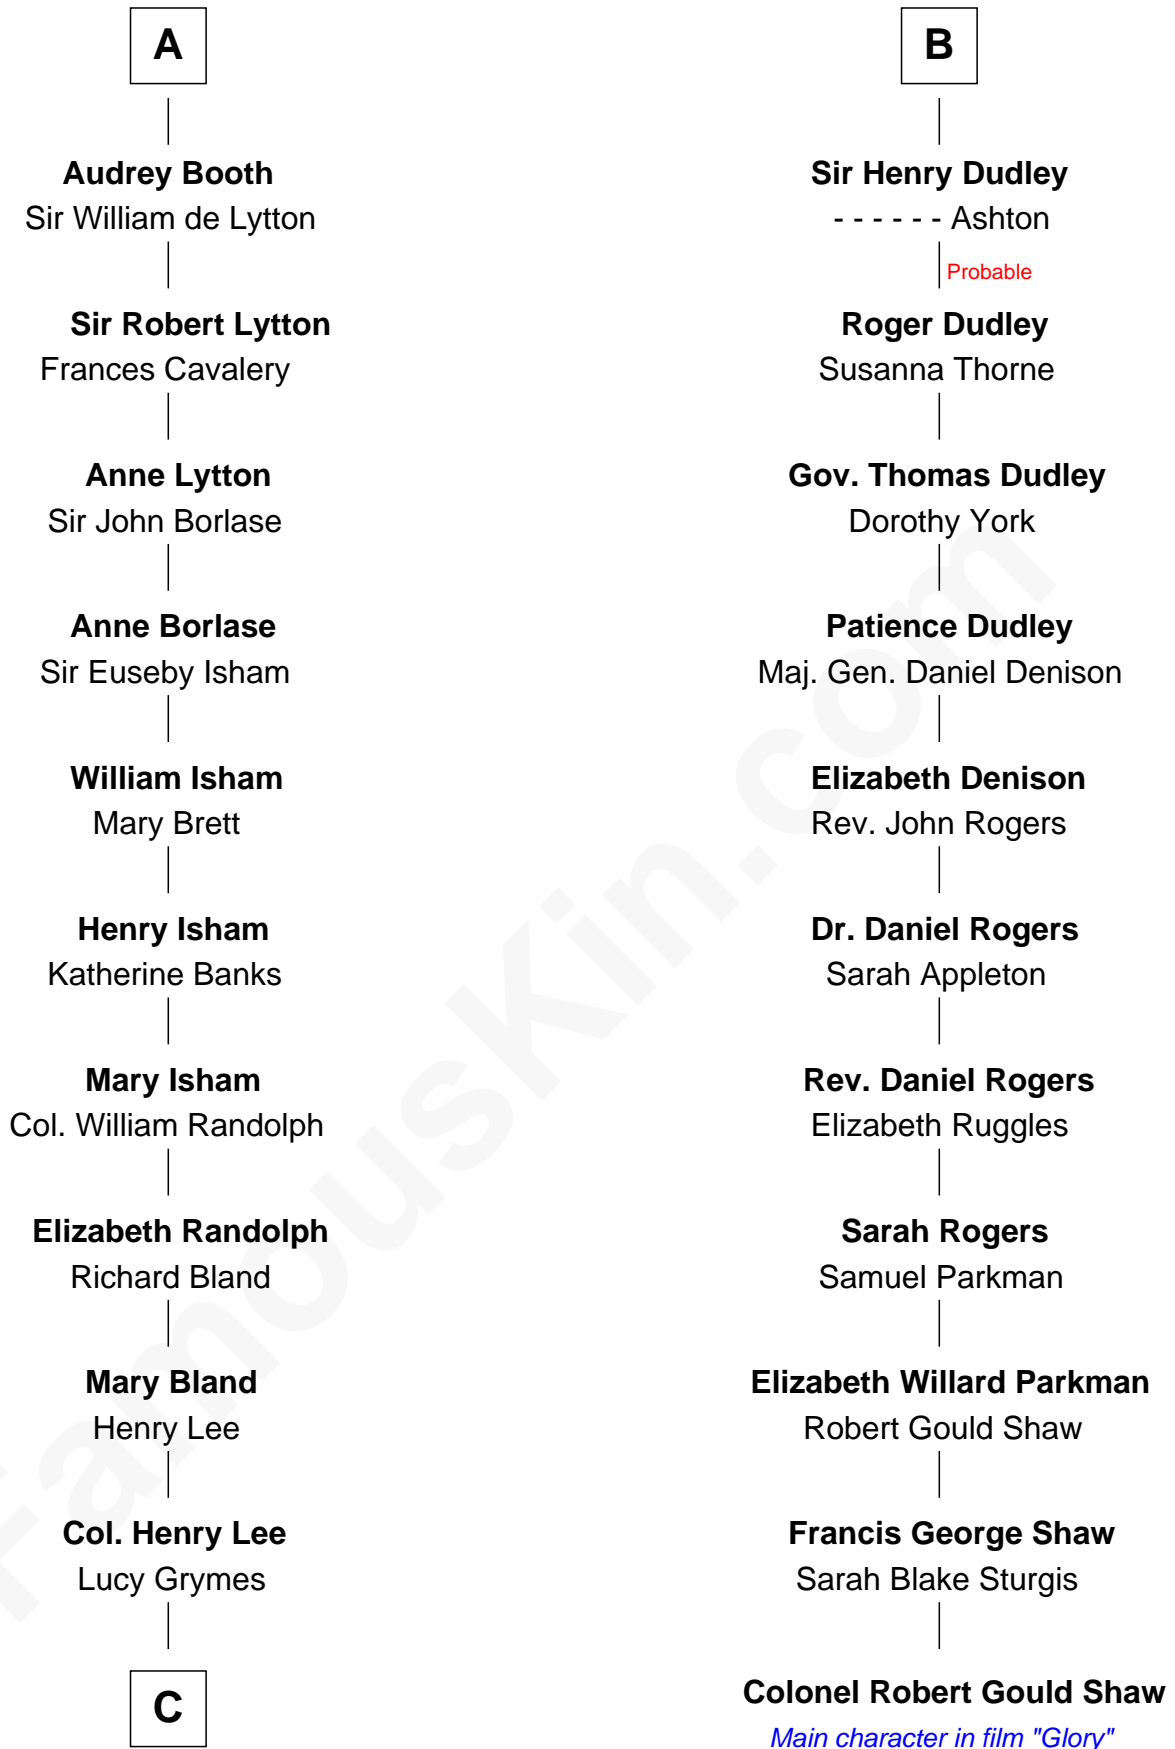 A
Audrey Booth
Sir William de Lytton
Sir Robert Lytton
Frances Cavalery
Anne Lytton
Sir John Borlase
Anne Borlase
Sir Euseby Isham
William Isham
Mary Brett
Henry Isham
Katherine Banks
Mary Isham
Col. William Randolph
Elizabeth Randolph
Richard Bland
Mary Bland
Henry Lee
Col. Henry Lee
Lucy Grymes
C
B
Sir Henry Dudley
- - - - - - Ashton
Probable
Roger Dudley
Susanna Thorne
Gov. Thomas Dudley
Dorothy York
Patience Dudley
Maj. Gen. Daniel Denison
Elizabeth Denison
Rev. John Rogers
Dr. Daniel Rogers
Sarah Appleton
Rev. Daniel Rogers
Elizabeth Ruggles
Sarah Rogers
Samuel Parkman
Elizabeth Willard Parkman
Robert Gould Shaw
Francis George Shaw
Sarah Blake Sturgis
Colonel Robert Gould Shaw
Main character in film "Glory"
FamousKin.com